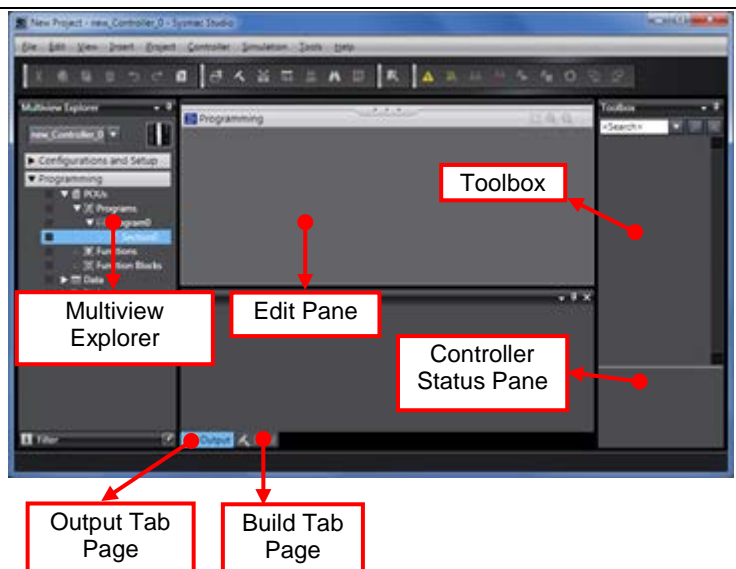 New Project - new_Controller_0 - Sysmac Studio
File Edit View Insert Project Controller Simulation Tools Help
Multiview Explorer
new_Controller_0
Configurations and Setup
Programming
POUs
Programs
Program0
Section0
Functions
Function Blocks
Data
Filter
Programming
Output
Toolbox
<Search>
Toolbox
Multiview
Explorer
Edit Pane
Controller
Status Pane
Output Tab
Page
Build Tab
Page